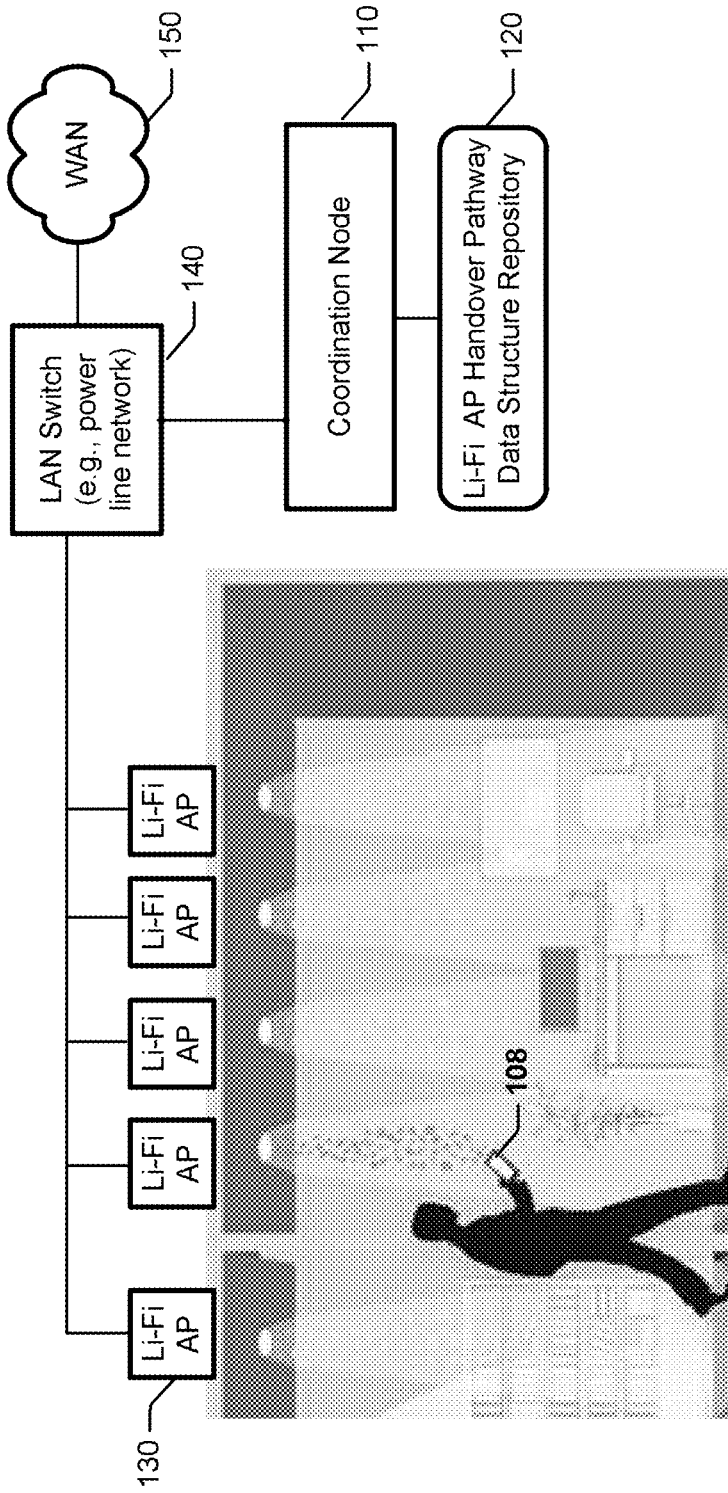 WAN
150
LAN Switch
(e.g., power
line network)
140
Coordination Node
110
Li-Fi AP Handover Pathway
Data Structure Repository
120
Li-Fi
AP
Li-Fi
AP
Li-Fi
AP
Li-Fi
AP
Li-Fi
AP
130
108